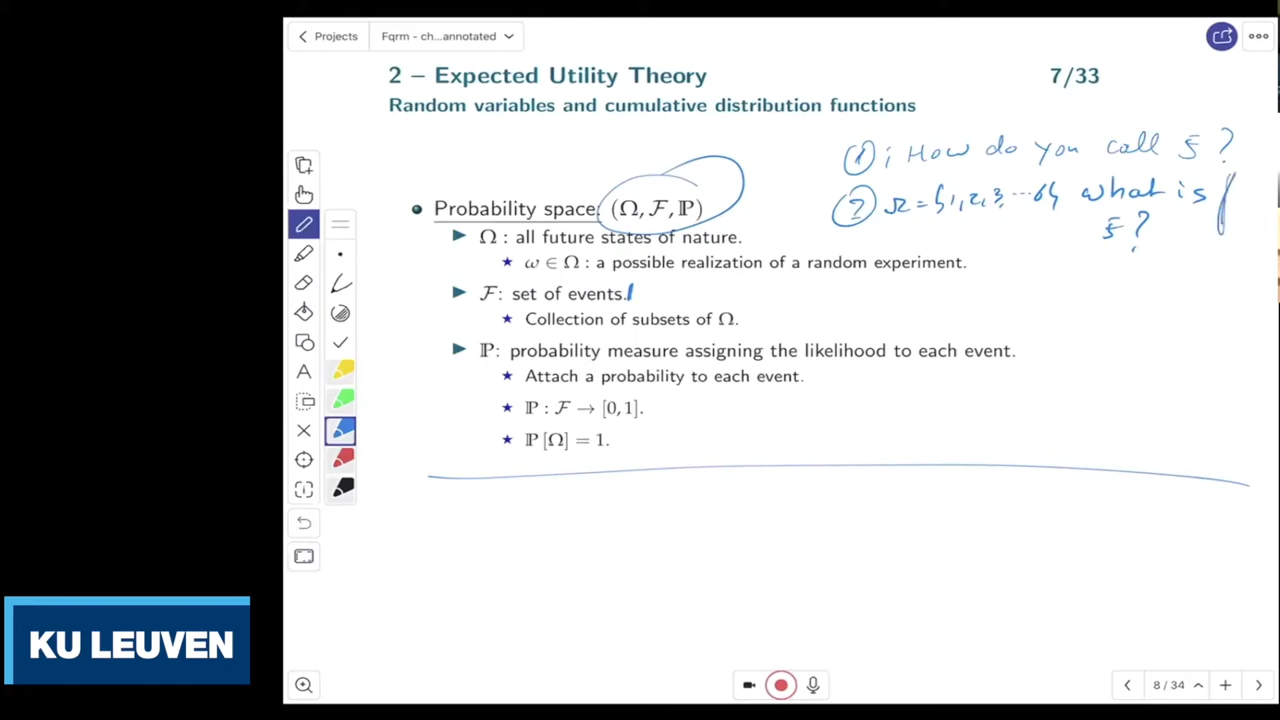 Projects
Fqrm - ch...annotated
2 – Expected Utility Theory
7/33
Random variables and cumulative distribution functions
① ; How do you call F ?
② Ω = {1, 2, 3, ... 6} what is
F ?
Probability space: (Ω, F, ℙ)
Ω : all future states of nature.
ω ∈ Ω : a possible realization of a random experiment.
F: set of events.
Collection of subsets of Ω.
ℙ: probability measure assigning the likelihood to each event.
Attach a probability to each event.
ℙ : F → [0, 1].
ℙ [Ω] = 1.
KU LEUVEN
8 / 34